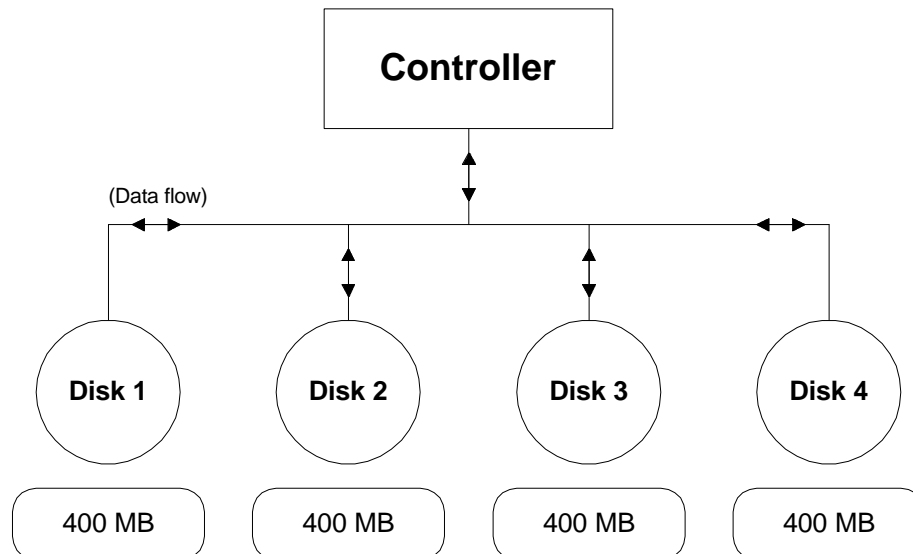 Controller
(Data flow)
Disk 1
Disk 2
Disk 3
Disk 4
400 MB
400 MB
400 MB
400 MB